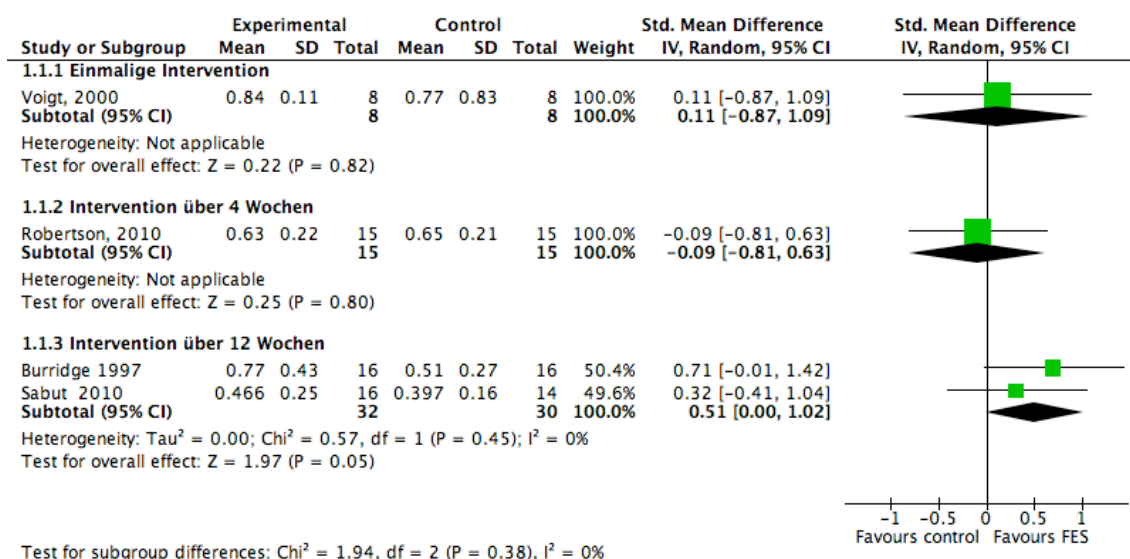 Experimental Control Std. Mean Difference Std. Mean Difference
Study or Subgroup Mean SD Total Mean SD Total Weight IV, Random, 95% CI IV, Random, 95% CI
1.1.1 Einmalige Intervention
Voigt, 2000 0.84 0.11 8 0.77 0.83 8 100.0% 0.11 [-0.87, 1.09]
Subtotal (95% CI) 8 8 100.0% 0.11 [-0.87, 1.09]
Heterogeneity: Not applicable
Test for overall effect: Z = 0.22 (P = 0.82)
1.1.2 Intervention über 4 Wochen
Robertson, 2010 0.63 0.22 15 0.65 0.21 15 100.0% -0.09 [-0.81, 0.63]
Subtotal (95% CI) 15 15 100.0% -0.09 [-0.81, 0.63]
Heterogeneity: Not applicable
Test for overall effect: Z = 0.25 (P = 0.80)
1.1.3 Intervention über 12 Wochen
Burridge 1997 0.77 0.43 16 0.51 0.27 16 50.4% 0.71 [-0.01, 1.42]
Sabut 2010 0.466 0.25 16 0.397 0.16 14 49.6% 0.32 [-0.41, 1.04]
Subtotal (95% CI) 32 30 100.0% 0.51 [0.00, 1.02]
Heterogeneity: Tau² = 0.00; Chi² = 0.57, df = 1 (P = 0.45); I² = 0%
Test for overall effect: Z = 1.97 (P = 0.05)
-1 -0.5 0 0.5 1
Favours control Favours FES
Test for subgroup differences: Chi² = 1.94, df = 2 (P = 0.38), I² = 0%